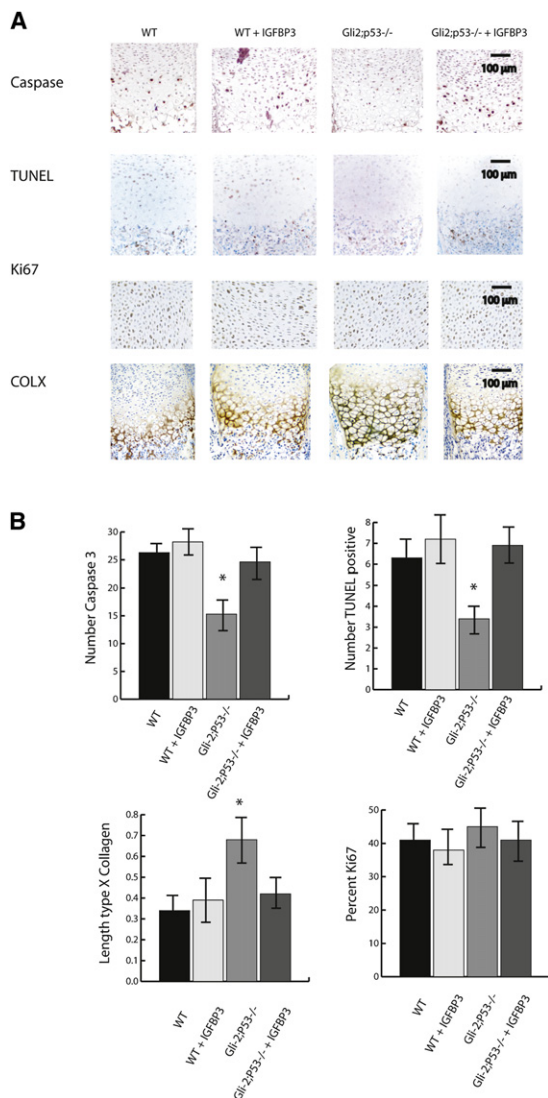 A
WT
WT + IGFBP3
Gli2;p53-/-
Gli2;p53-/- + IGFBP3
Caspase
100 µm
TUNEL
100 µm
Ki67
100 µm
COLX
100 µm
B
Number Caspase 3
30
25
20
15
10
5
0
*
WT
WT + IGFBP3
Gli-2;P53-/-
Gli-2;P53-/- + IGFBP3
Number TUNEL positive
8
7
6
5
4
3
2
1
0
*
WT
WT + IGFBP3
Gli-2;P53-/-
Gli-2;P53-/- + IGFBP3
Length type X Collagen
0.8
0.7
0.6
0.5
0.4
0.3
0.2
0.1
0.0
*
WT
WT + IGFBP3
Gli-2;P53-/-
Gli-2;P53-/- + IGFBP3
Percent Ki67
50
40
30
20
10
0
WT
WT + IGFBP3
Gli-2;P53-/-
Gli-2;P53-/- + IGFBP3